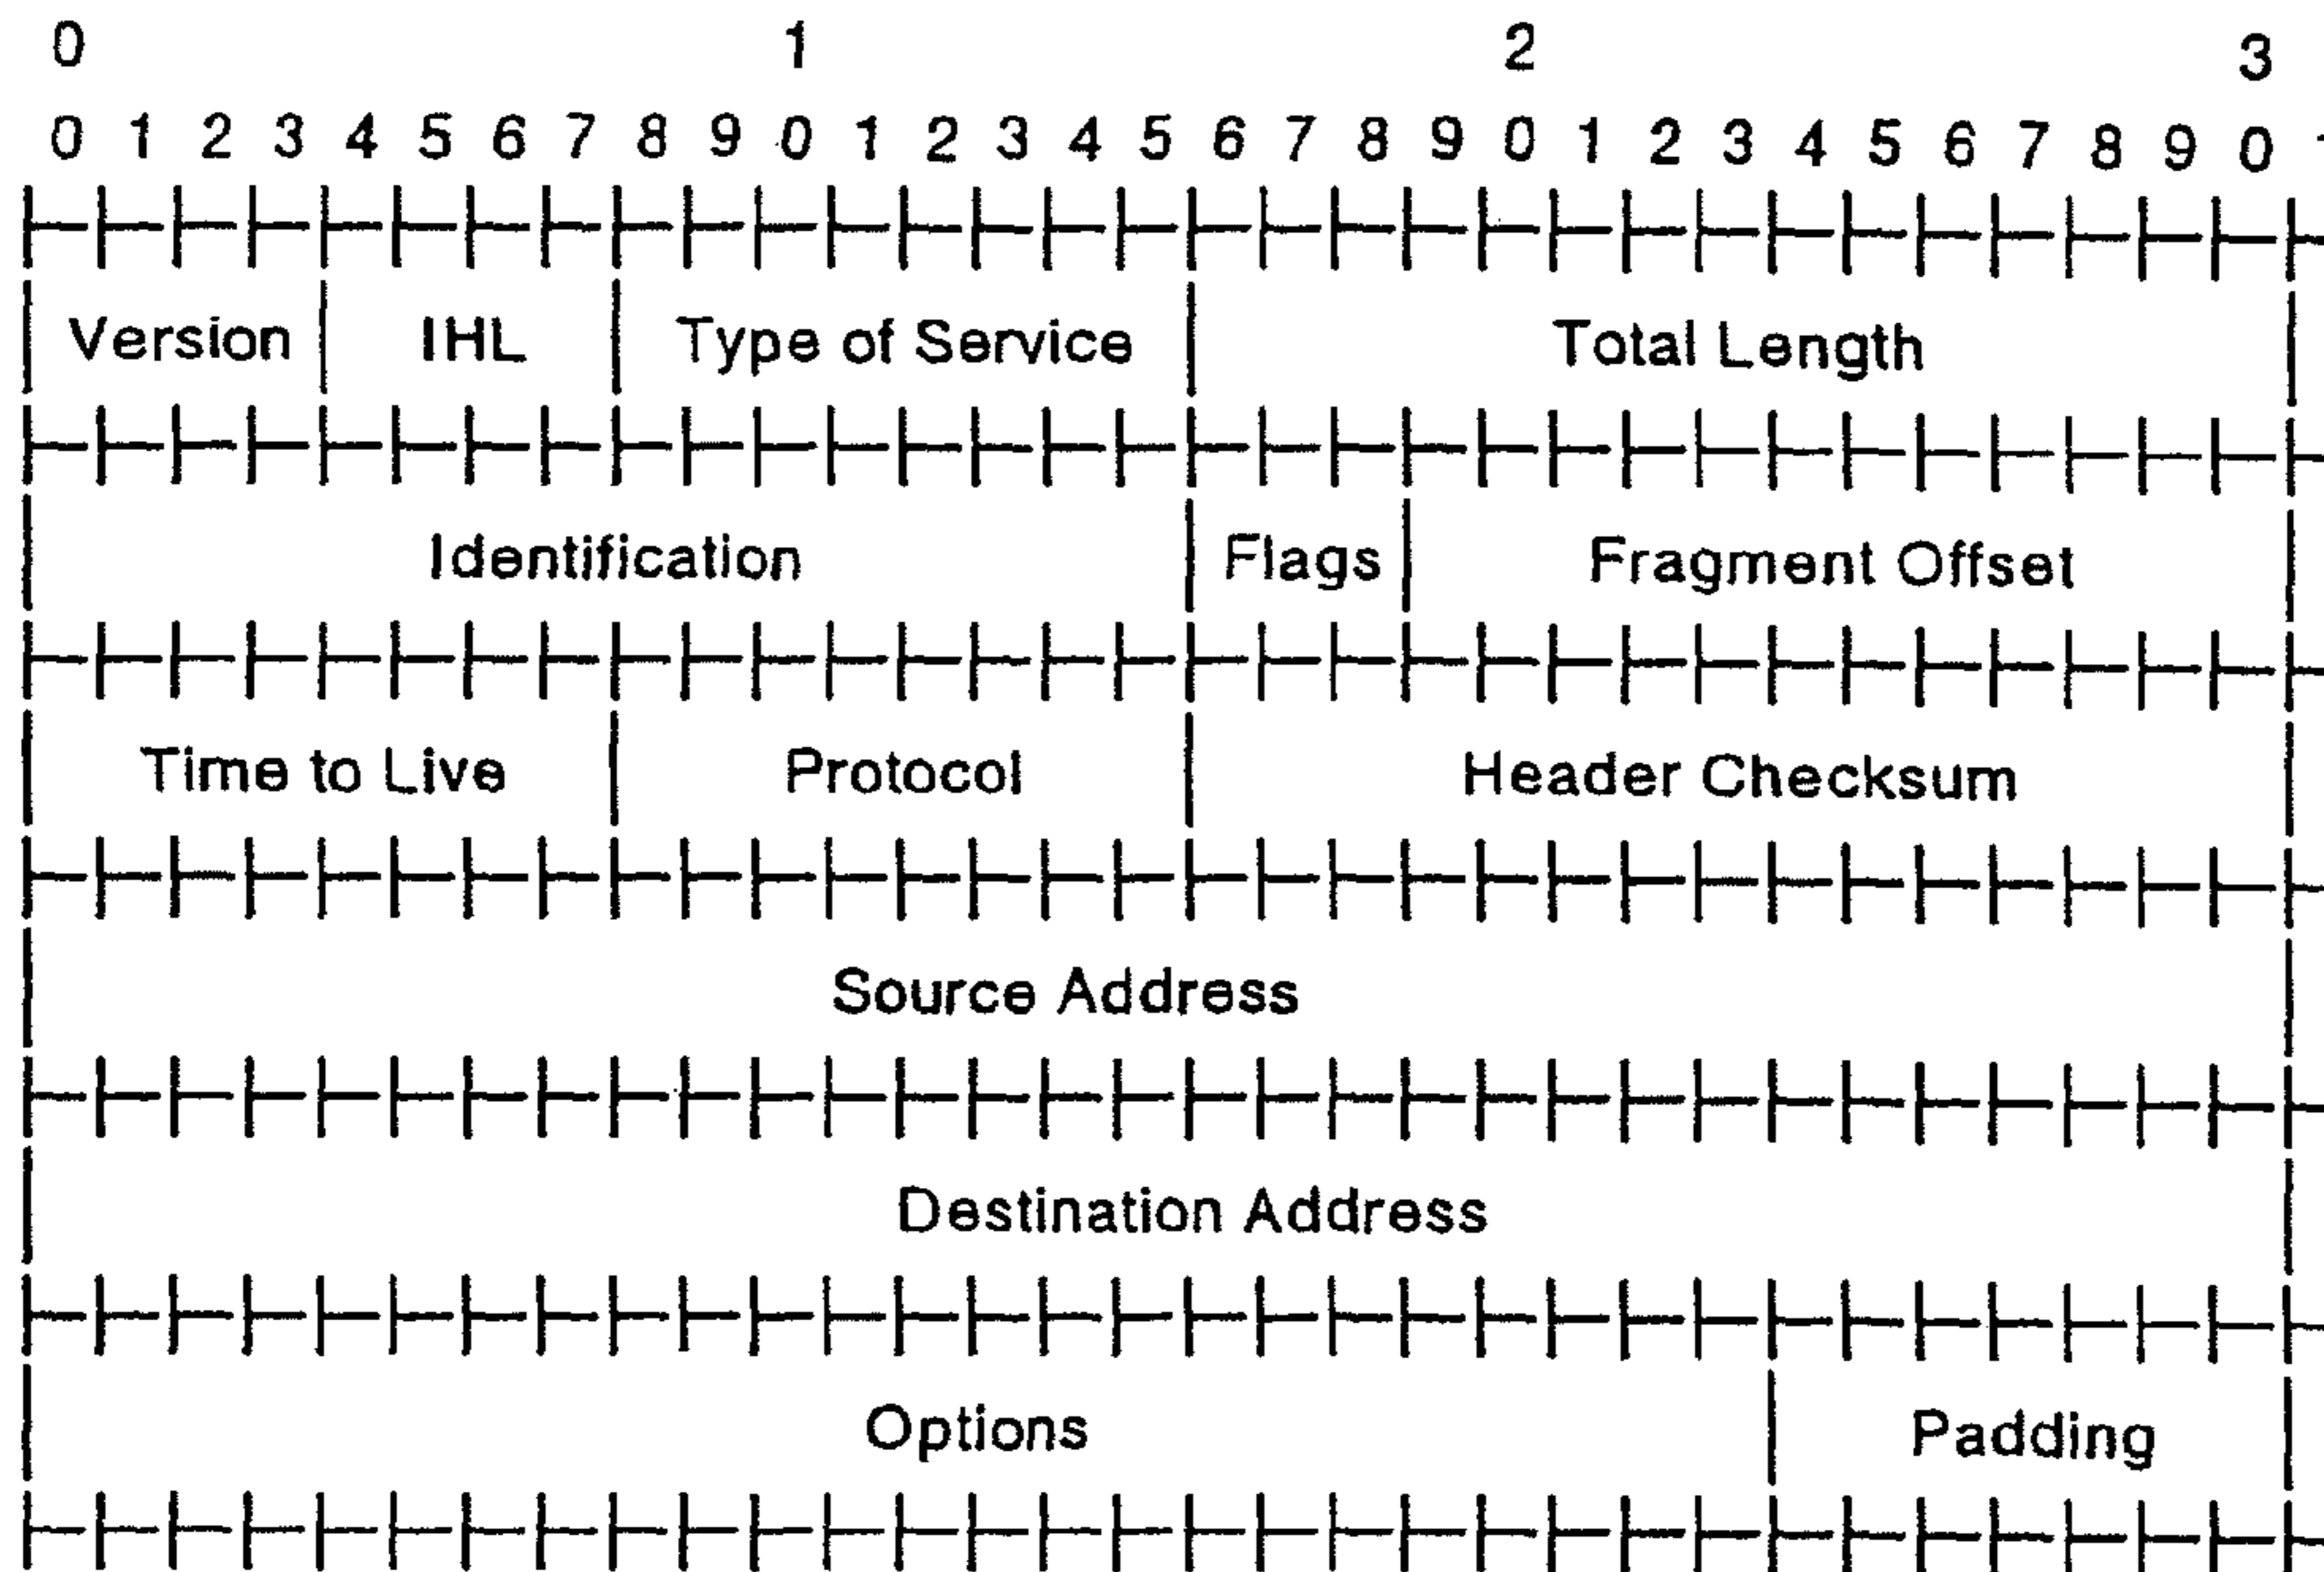 0 1 2 3
0 1 2 3 4 5 6 7 8 9 0 1 2 3 4 5 6 7 8 9 0 1 2 3 4 5 6 7 8 9 0
Version IHL Type of Service Total Length
Identification Flags Fragment Offset
Time to Live Protocol Header Checksum
Source Address
Destination Address
Options Padding